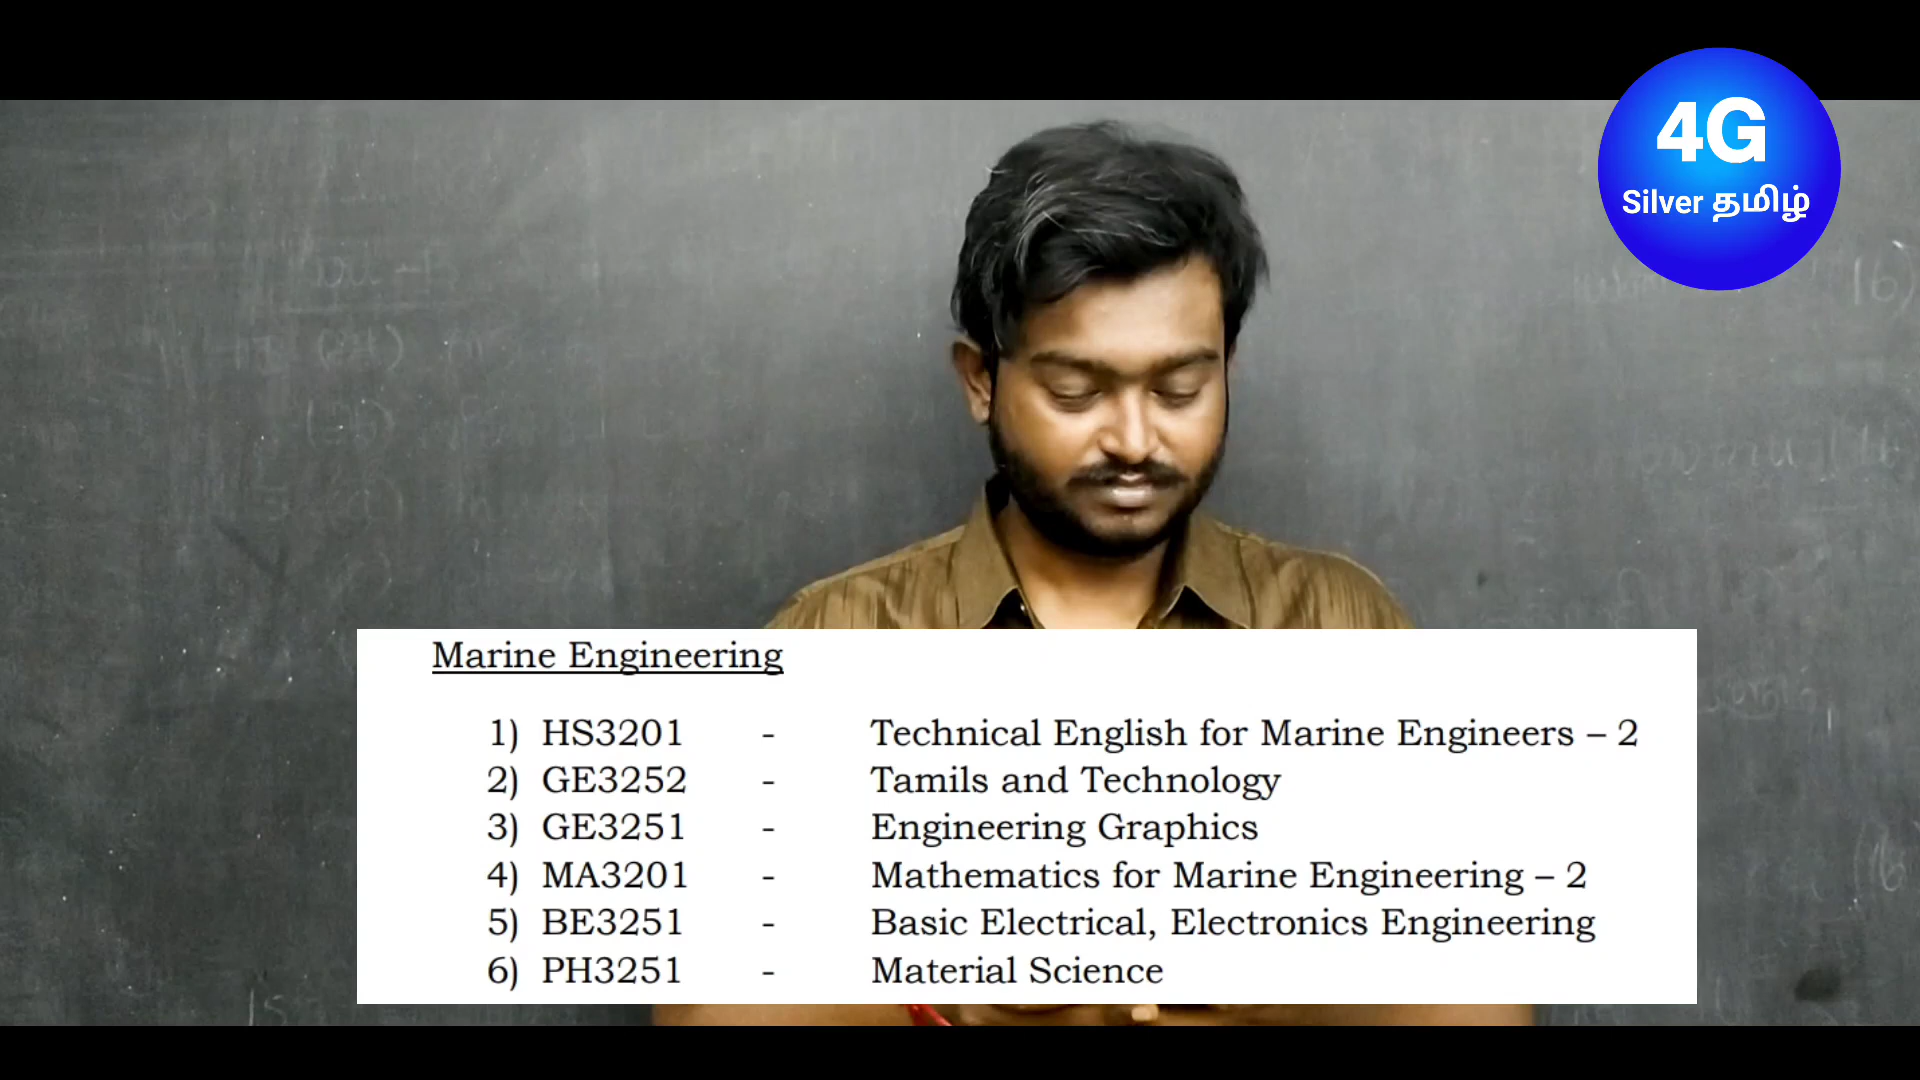 4G
Silver தமிழ்
Marine Engineering
1) HS3201 - Technical English for Marine Engineers – 2
2) GE3252 - Tamils and Technology
3) GE3251 - Engineering Graphics
4) MA3201 - Mathematics for Marine Engineering – 2
5) BE3251 - Basic Electrical, Electronics Engineering
6) PH3251 - Material Science